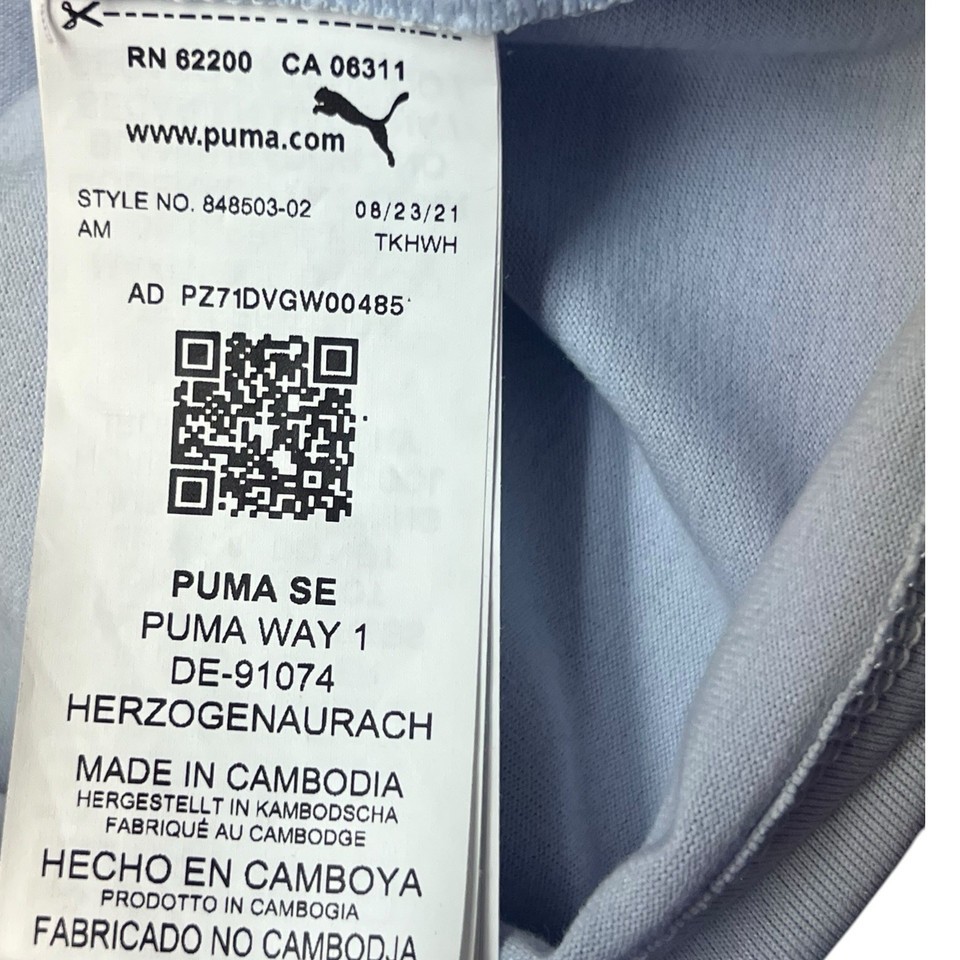 RN 62200 CA 06311
www.puma.com
STYLE NO. 848503-02 08/23/21
AM TKHWH
AD PZ71DVGW00485
PUMA SE
PUMA WAY 1
DE-91074
HERZOGENAURACH
MADE IN CAMBODIA
HERGESTELLT IN KAMBODSCHA
FABRIQUÉ AU CAMBODGE
HECHO EN CAMBOYA
PRODOTTO IN CAMBOGIA
FABRICADO NO CAMBODJA